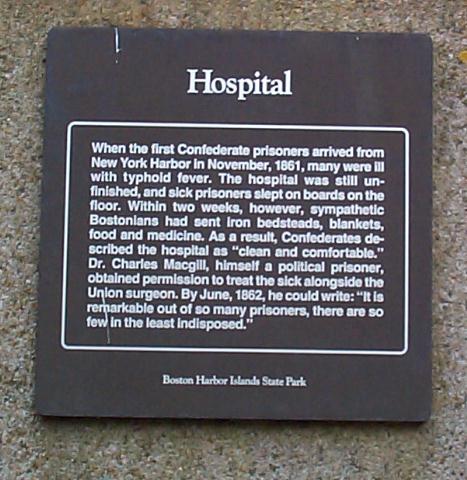 Hospital
When the first Confederate prisoners arrived from
New York Harbor in November, 1861, many were ill
with typhoid fever. The hospital was still un-
finished, and sick prisoners slept on boards on the
floor. Within two weeks, however, sympathetic
Bostonians had sent iron bedsteads, blankets,
food and medicine. As a result, Confederates de-
scribed the hospital as "clean and comfortable."
Dr. Charles Macgill, himself a political prisoner,
obtained permission to treat the sick alongside the
Union surgeon. By June, 1862, he could write: "It is
remarkable out of so many prisoners, there are so
few in the least indisposed."
Boston Harbor Islands State Park